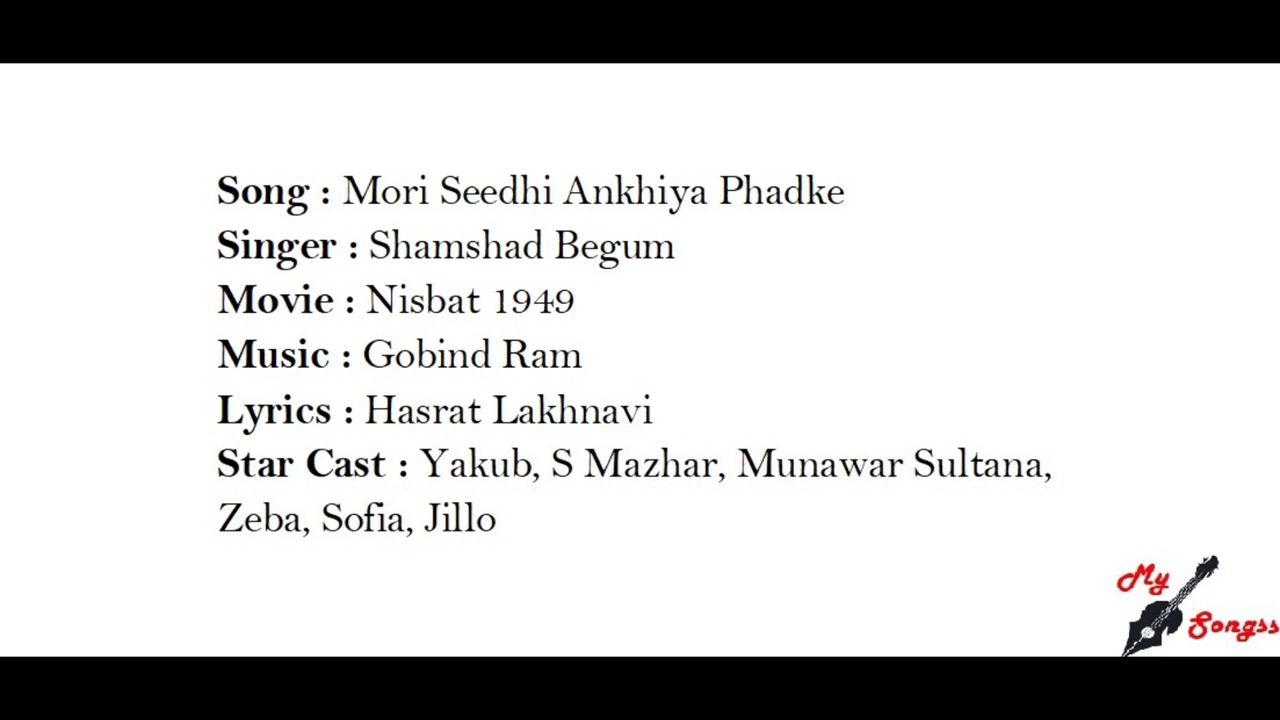 Song : Mori Seedhi Ankhiya Phadke
Singer : Shamshad Begum
Movie : Nisbat 1949
Music : Gobind Ram
Lyrics : Hasrat Lakhnavi
Star Cast : Yakub, S Mazhar, Munawar Sultana,
Zeba, Sofia, Jillo
My
Songss